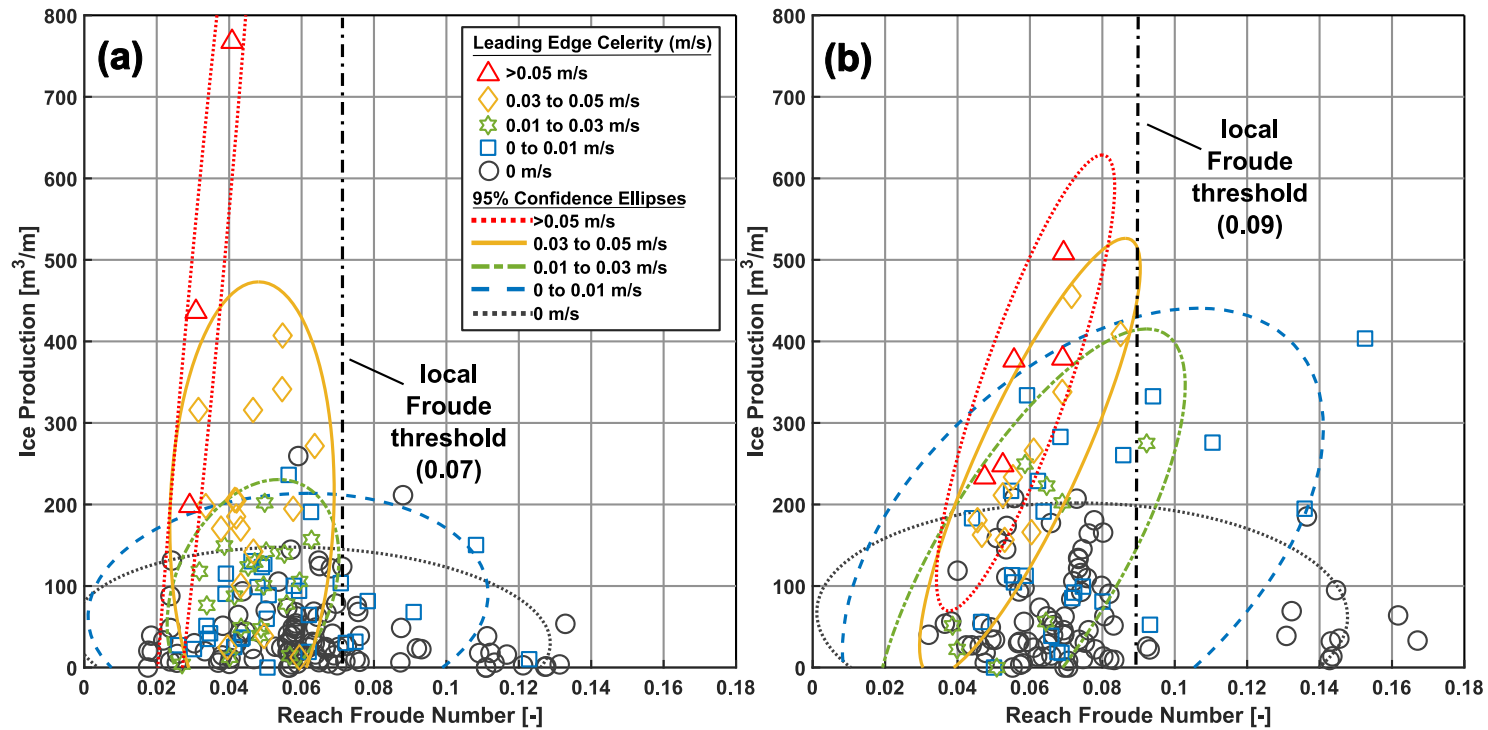 (a)
Leading Edge Celerity (m/s)
>0.05 m/s
0.03 to 0.05 m/s
0.01 to 0.03 m/s
0 to 0.01 m/s
0 m/s
95% Confidence Ellipses
>0.05 m/s
0.03 to 0.05 m/s
0.01 to 0.03 m/s
0 to 0.01 m/s
0 m/s
local
Froude
threshold
(0.07)
800
700
600
500
400
300
200
100
0
Ice Production [m³/m]
0 0.02 0.04 0.06 0.08 0.1 0.12 0.14 0.16 0.18
Reach Froude Number [-]
(b)
local
Froude
threshold
(0.09)
800
700
600
500
400
300
200
100
0
Ice Production [m³/m]
0 0.02 0.04 0.06 0.08 0.1 0.12 0.14 0.16 0.18
Reach Froude Number [-]